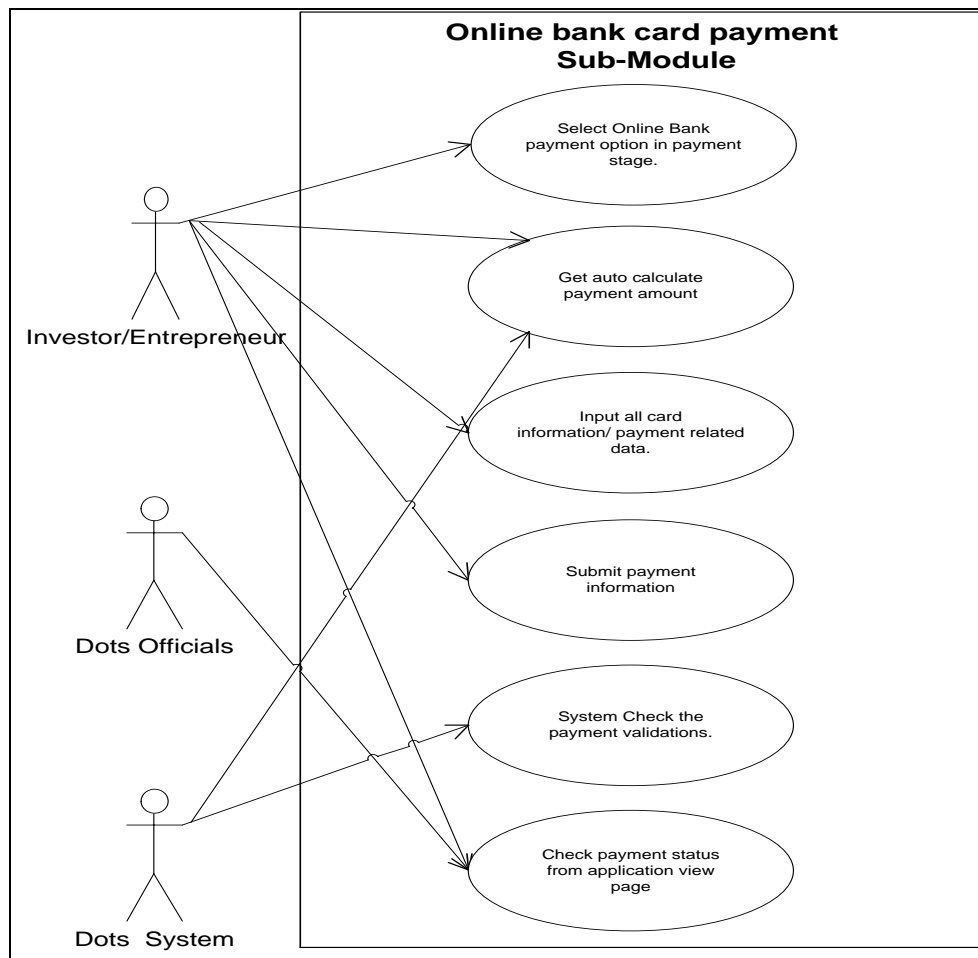 Online bank card payment
Sub-Module
Select Online Bank
payment option in payment
stage.
Get auto calculate
payment amount
Investor/Entrepreneur
Input all card
information/ payment related
data.
Submit payment
information
Dots Officials
System Check the
payment validations.
Check payment status
from application view
page
Dots System